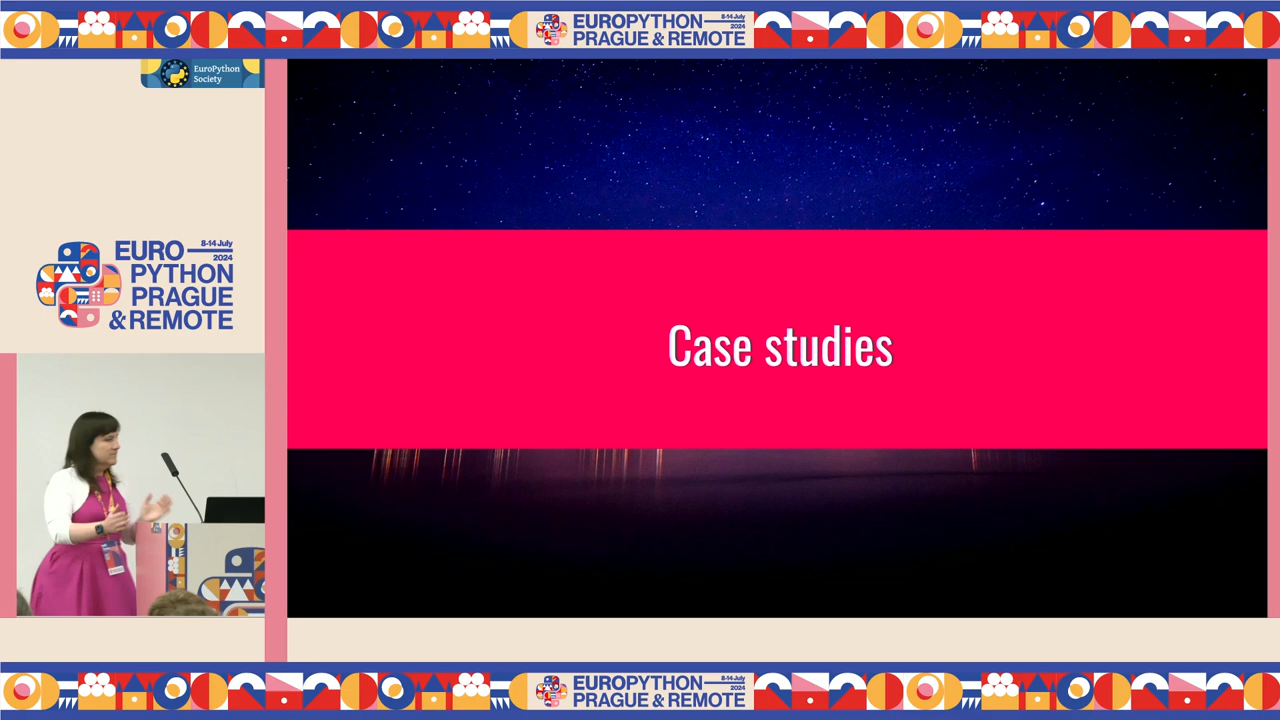 EUROPYTHON
8-14 July
2024
PRAGUE & REMOTE
EuroPython
Society
EURO
8-14 July
2024
PYTHON
PRAGUE
& REMOTE
Case studies
EUROPYTHON
8-14 July
2024
PRAGUE & REMOTE